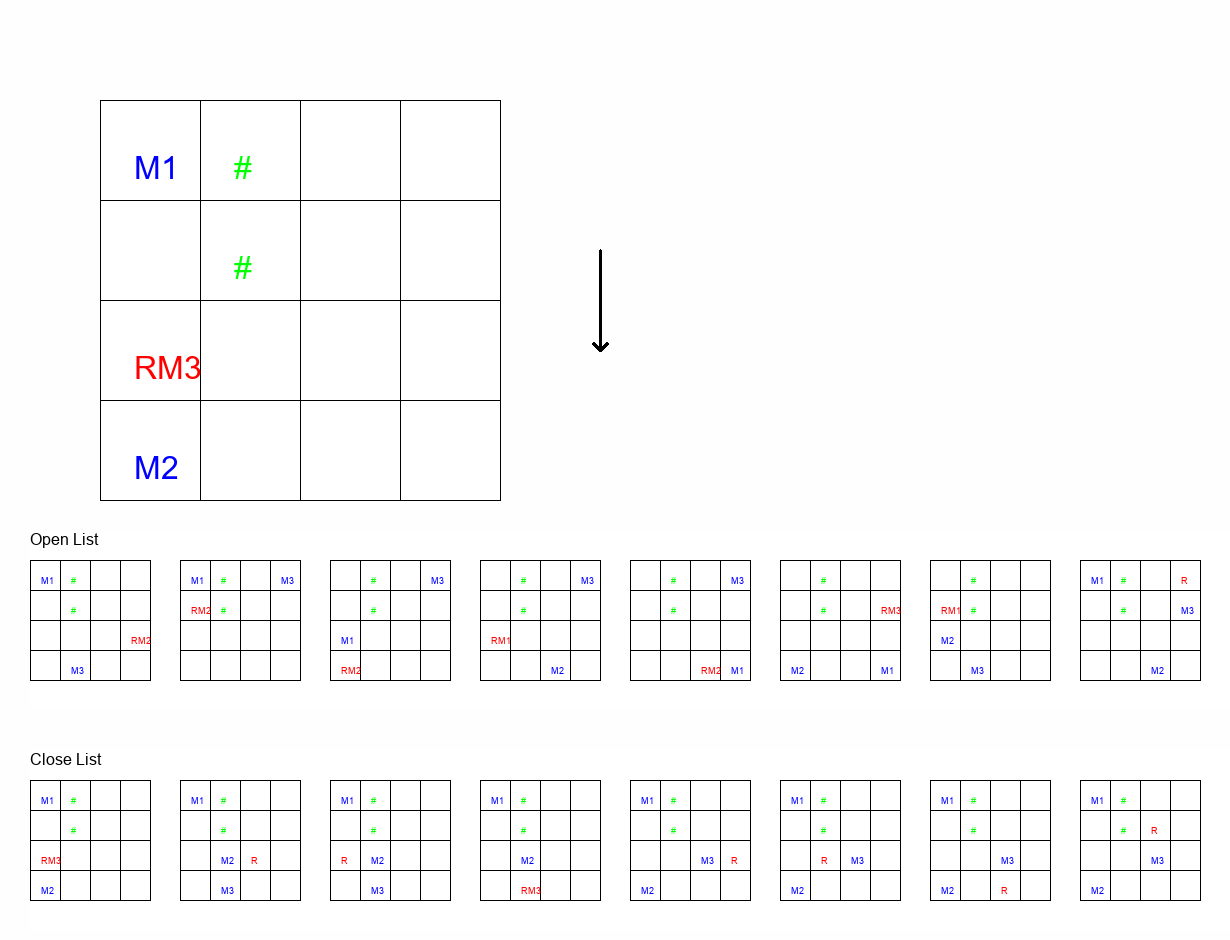 M1 #
#
RM3
M2
Open List
M1 # M1 # M3 # M3 # M3 # M3 # # M1 # R
# RM2 # # # # # RM3 RM1 # # M3
RM2 M1 RM1 M2
M3 RM2 M2 RM2 M1 M2 M1 M3 M2
Close List
M1 # M1 # M1 # M1 # M1 # M1 # M1 # M1 #
# # # # # # # # R
RM3 M2 R R M2 M2 M3 R R M3 M3 M3
M2 M3 M3 RM3 M2 M2 M2 R M2